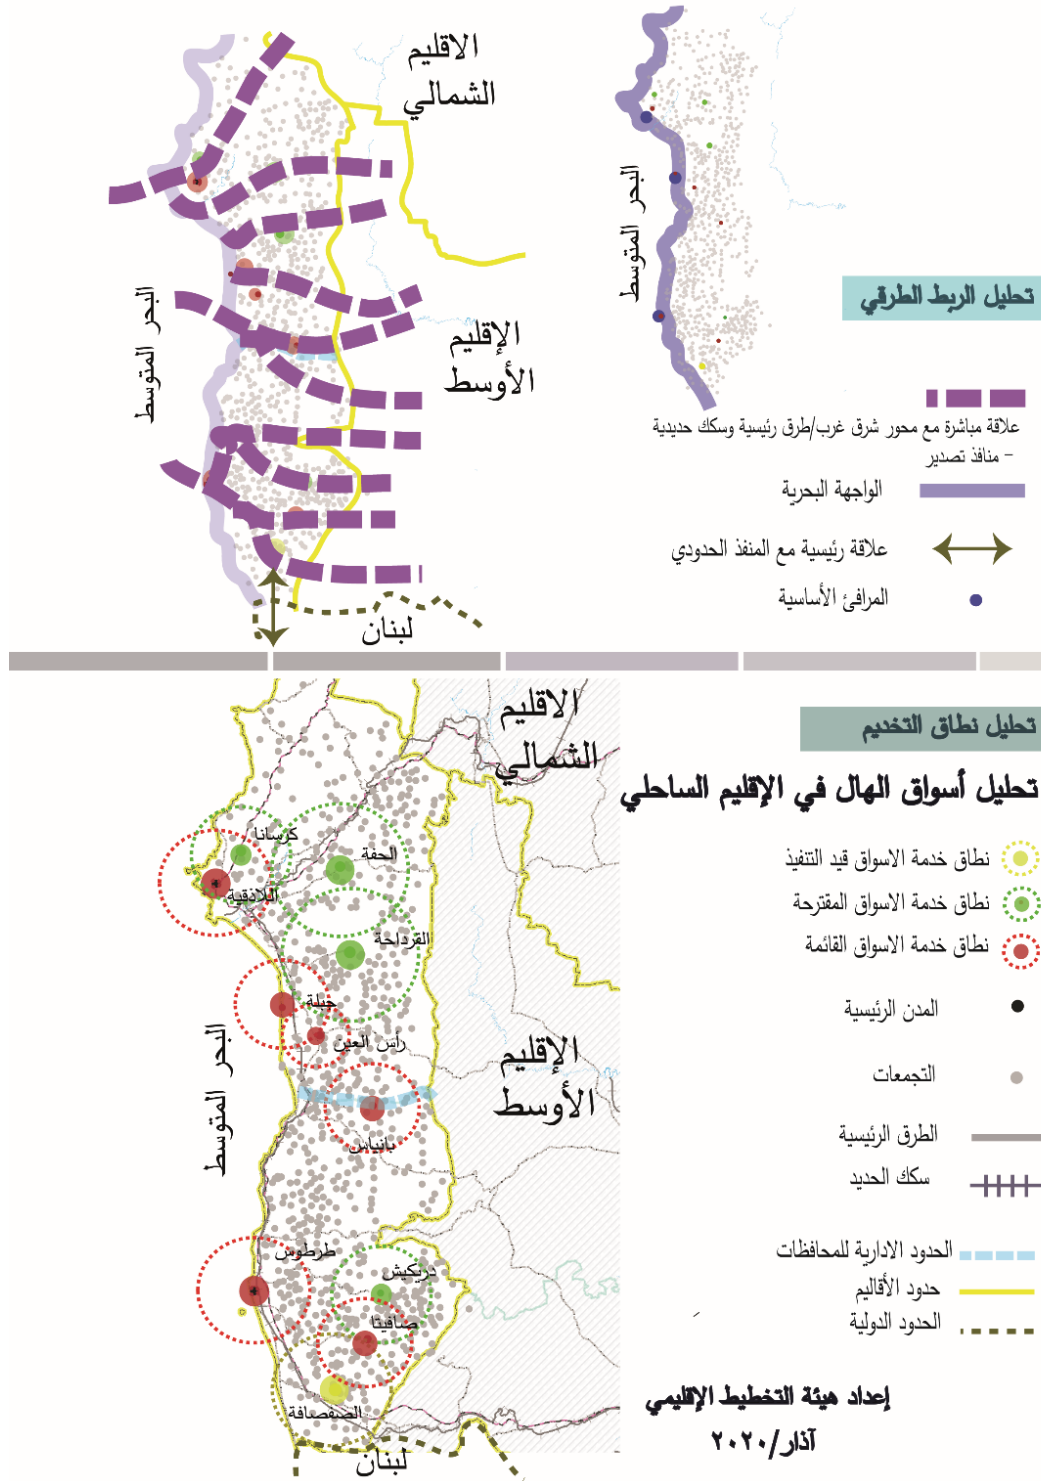 الاقليم
الشمالي
البحر المتوسط
الإقليم
الأوسط
لبنان
البحر المتوسط
تحليل الربط الطرقي
علاقة مباشرة مع محور شرق غرب/طرق رئيسية وسكك حديدية
- منافذ تصدير
الواجهة البحرية
علاقة رئيسية مع المنفذ الحدودي
المرافئ الأساسية
الاقليم
الشمالي
كرسانا
الحفة
اللاذقية
القرداحة
جبلة
رأس العين
البحر المتوسط
الإقليم
الأوسط
بانياس
طرطوس
دريكيش
صافيتا
الصفصافة
لبنان
تحليل نطاق التخديم
تحليل أسواق الهال في الإقليم الساحلي
نطاق خدمة الاسواق قيد التنفيذ
نطاق خدمة الاسواق المقترحة
نطاق خدمة الاسواق القائمة
المدن الرئيسية
التجمعات
الطرق الرئيسية
سكك الحديد
الحدود الادارية للمحافظات
حدود الأقاليم
الحدود الدولية
إعداد هيئة التخطيط الإقليمي
آذار/٢٠٢٠